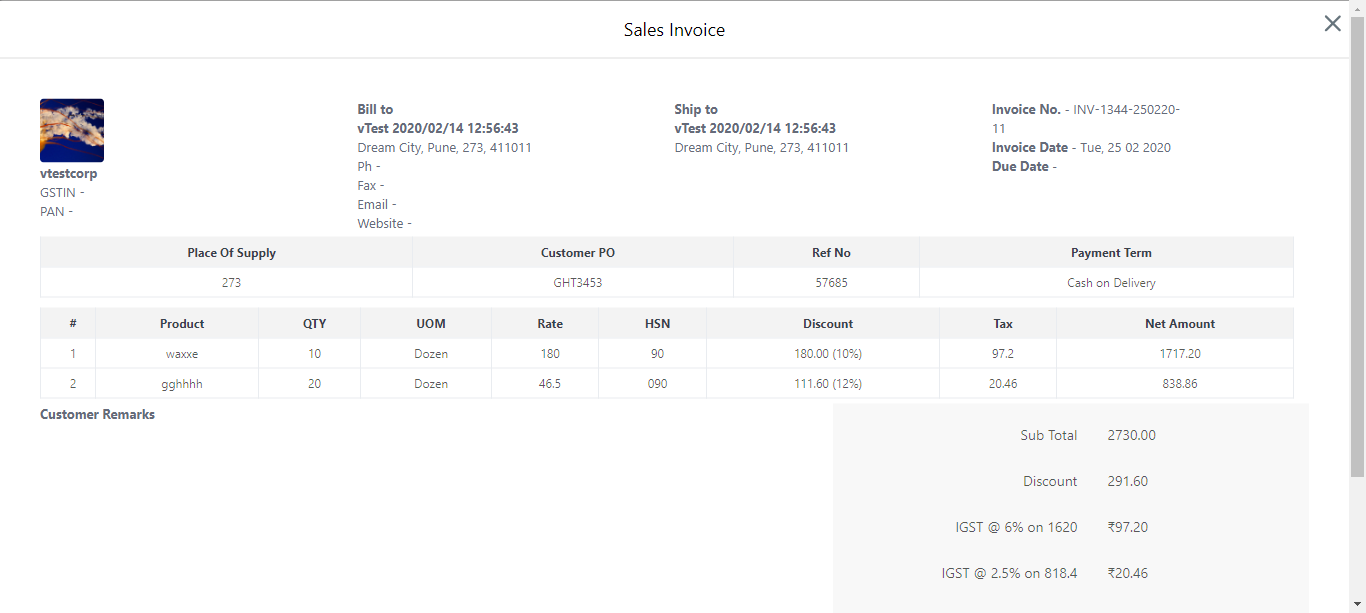 Sales Invoice
vtestcorp
GSTIN -
PAN -
Bill to
vTest 2020/02/14 12:56:43
Dream City, Pune, 273, 411011
Ph -
Fax -
Email -
Website -
Ship to
vTest 2020/02/14 12:56:43
Dream City, Pune, 273, 411011
Invoice No. - INV-1344-250220-
11
Invoice Date - Tue, 25 02 2020
Due Date -
Place Of Supply Customer PO Ref No Payment Term
273 GHT3453 57685 Cash on Delivery
# Product QTY UOM Rate HSN Discount Tax Net Amount
1 waxxe 10 Dozen 180 90 180.00 (10%) 97.2 1717.20
2 gghhhh 20 Dozen 46.5 090 111.60 (12%) 20.46 838.86
Customer Remarks
Sub Total 2730.00
Discount 291.60
IGST @ 6% on 1620 ₹97.20
IGST @ 2.5% on 818.4 ₹20.46